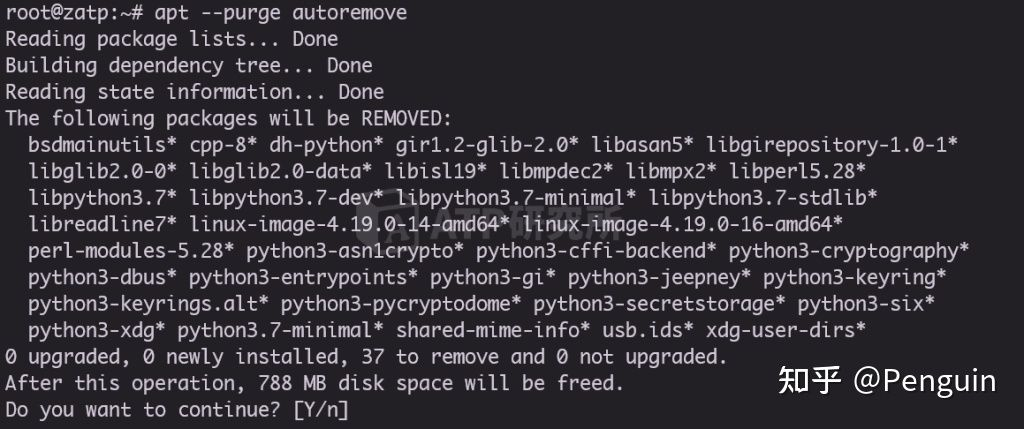 root@zatp:~# apt --purge autoremove
Reading package lists... Done
Building dependency tree... Done
Reading state information... Done
The following packages will be REMOVED:
  bsdmainutils* cpp-8* dh-python* gir1.2-glib-2.0* libasan5* libgirepository-1.0-1*
  libglib2.0-0* libglib2.0-data* libisl19* libmpdec2* libmpx2* libperl5.28*
  libpython3.7* libpython3.7-dev* libpython3.7-minimal* libpython3.7-stdlib*
  libreadline7* linux-image-4.19.0-14-amd64* linux-image-4.19.0-16-amd64*
  perl-modules-5.28* python3-asn1crypto* python3-cffi-backend* python3-cryptography*
  python3-dbus* python3-entrypoints* python3-gi* python3-jeepney* python3-keyring*
  python3-keyrings.alt* python3-pycryptodome* python3-secretstorage* python3-six*
  python3-xdg* python3.7-minimal* shared-mime-info* usb.ids* xdg-user-dirs*
0 upgraded, 0 newly installed, 37 to remove and 0 not upgraded.
After this operation, 788 MB disk space will be freed.
Do you want to continue? [Y/n]
ATP研究所
知乎 @Penguin